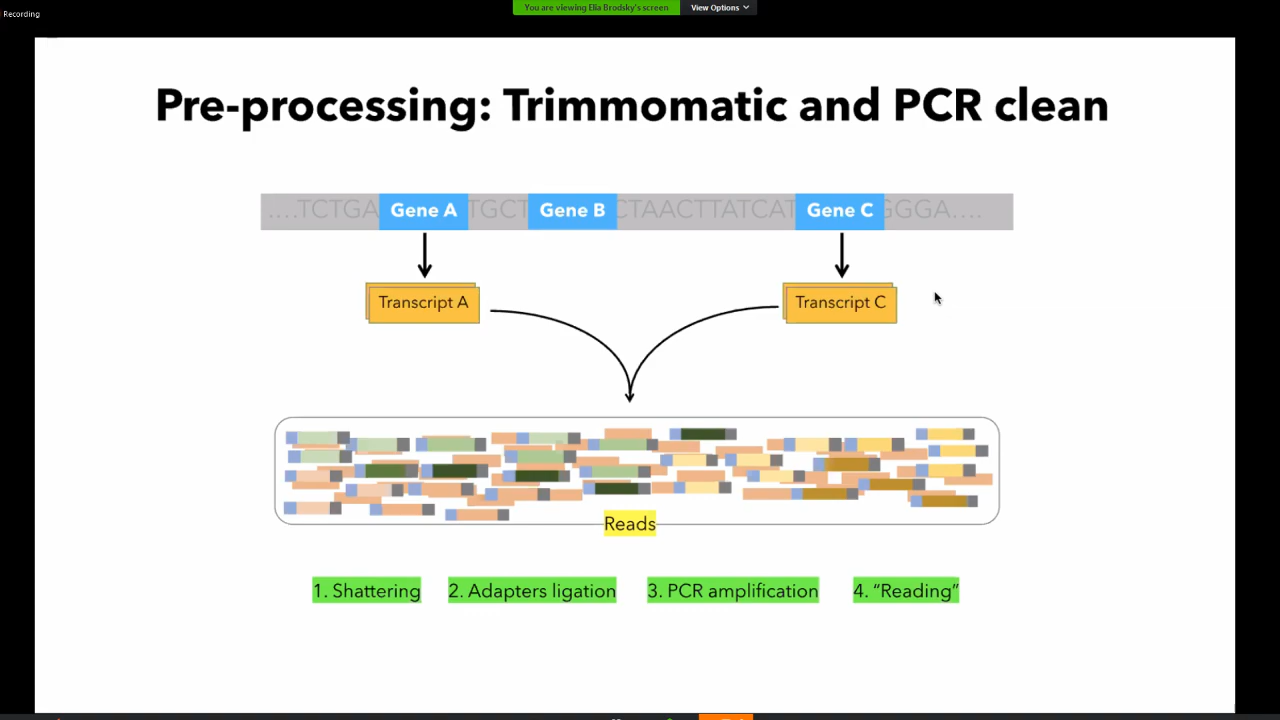 Recording
You are viewing Elia Brodsky's screen
View Options
Pre-processing: Trimmomatic and PCR clean
....TCTGA Gene A TGCT Gene B CTAACTTATCAT Gene C GGGA....
Transcript A
Transcript C
Reads
1. Shattering
2. Adapters ligation
3. PCR amplification
4. “Reading”